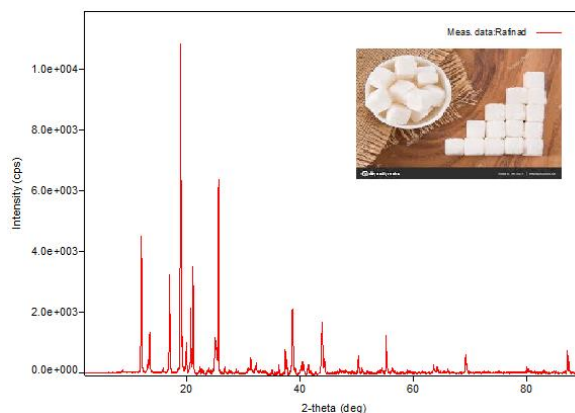 Meas. data:Rafinad
Intensity (cps)
1.0e+004
8.0e+003
6.0e+003
4.0e+003
2.0e+003
0.0e+000
20
40
60
80
2-theta (deg)